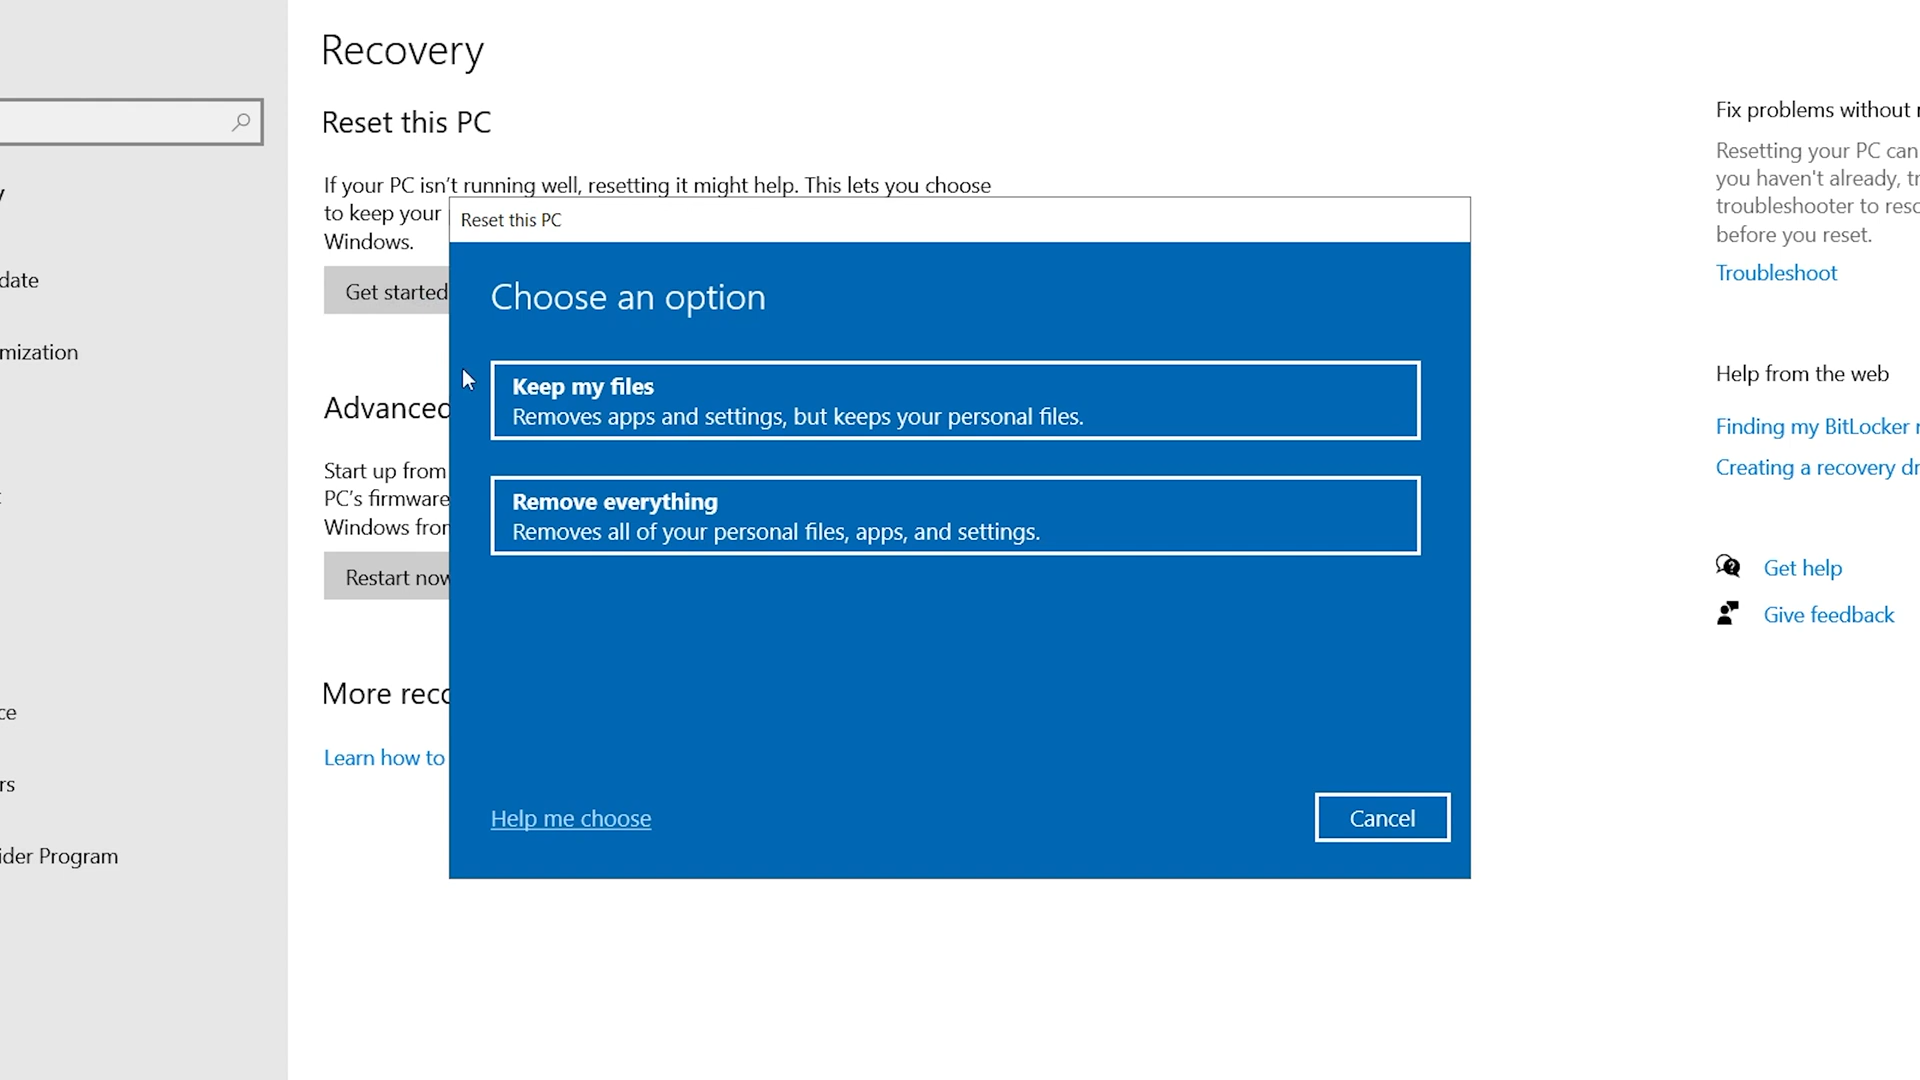 Recovery
Reset this PC
If your PC isn't running well, resetting it might help. This lets you choose
to keep your
Windows.
Get started
Advanced
Start up from
PC's firmware
Windows from
Restart now
More reco
Learn how to
date
mization
ce
rs
ider Program
Reset this PC
Choose an option
Keep my files
Removes apps and settings, but keeps your personal files.
Remove everything
Removes all of your personal files, apps, and settings.
Help me choose
Cancel
Fix problems without
Resetting your PC can
you haven't already, tr
troubleshooter to reso
before you reset.
Troubleshoot
Help from the web
Finding my BitLocker r
Creating a recovery dr
Get help
Give feedback